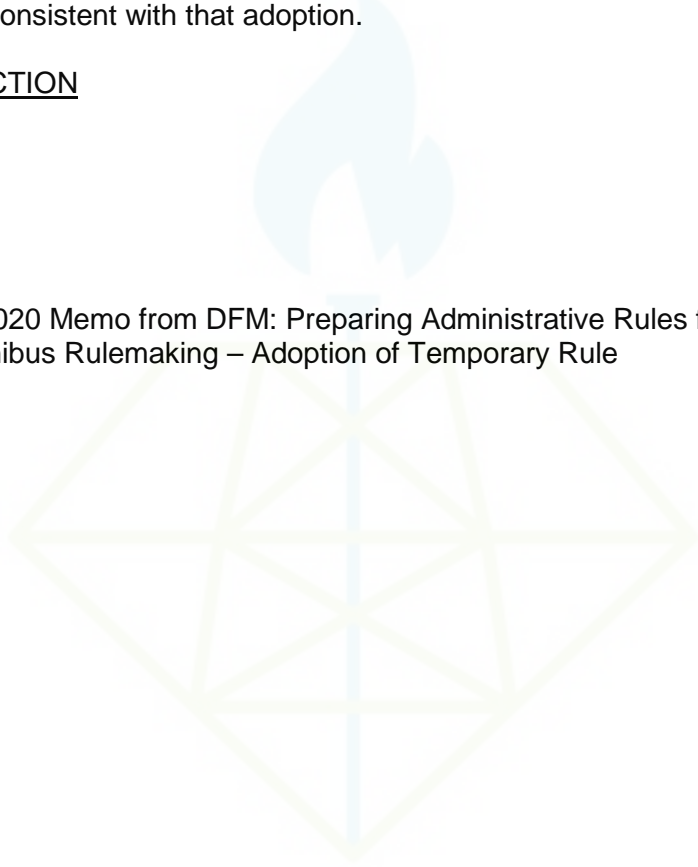 onsistent with that adoption.
CTION
020 Memo from DFM: Preparing Administrative Rules
ibus Rulemaking – Adoption of Temporary Rule